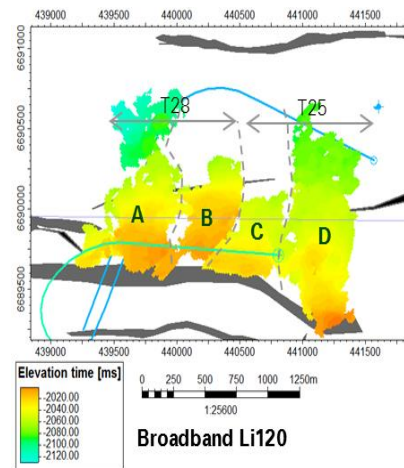 439000 439500 440000 440500 441000 441500
6691000
6690500
6690000
6689500
T28
T25
A
B
C
D
439000 439500 440000 440500 441000 441500
Elevation time [ms]
-2020.00
-2040.00
-2060.00
-2080.00
-2100.00
-2120.00
0 250 500 750 1000 1250m
1:25600
Broadband Li120